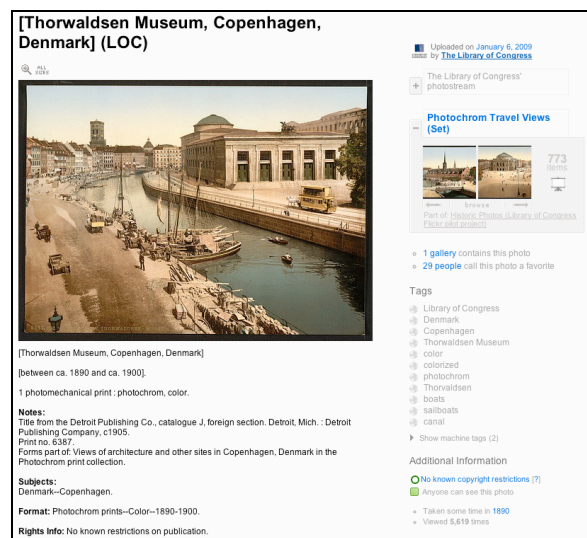 [Thorwaldsen Museum, Copenhagen,
Denmark] (LOC)
ALL
SIZES
[Thorwaldsen Museum, Copenhagen, Denmark]
[between ca. 1890 and ca. 1900].
1 photomechanical print : photochrom, color.
Notes:
Title from the Detroit Publishing Co., catalogue J, foreign section. Detroit, Mich. : Detroit
Publishing Company, c1905.
Print no. 6387.
Forms part of: Views of architecture and other sites in Copenhagen, Denmark in the
Photochrom print collection.
Subjects:
Denmark--Copenhagen.
Format: Photochrom prints--Color--1890-1900.
Rights Info: No known restrictions on publication.
Uploaded on January 6, 2009
by The Library of Congress
The Library of Congress'
photostream
Photochrom Travel Views
(Set)
773
items
browse
Part of: Historic Photos (Library of Congress
Flickr pilot project)
1 gallery contains this photo
29 people call this photo a favorite
Tags
Library of Congress
Denmark
Copenhagen
Thorwaldsen Museum
color
colorized
photochrom
Thorvaldsen
boats
sailboats
canal
Show machine tags (2)
Additional Information
No known copyright restrictions [?]
Anyone can see this photo
Taken some time in 1890
Viewed 5,619 times